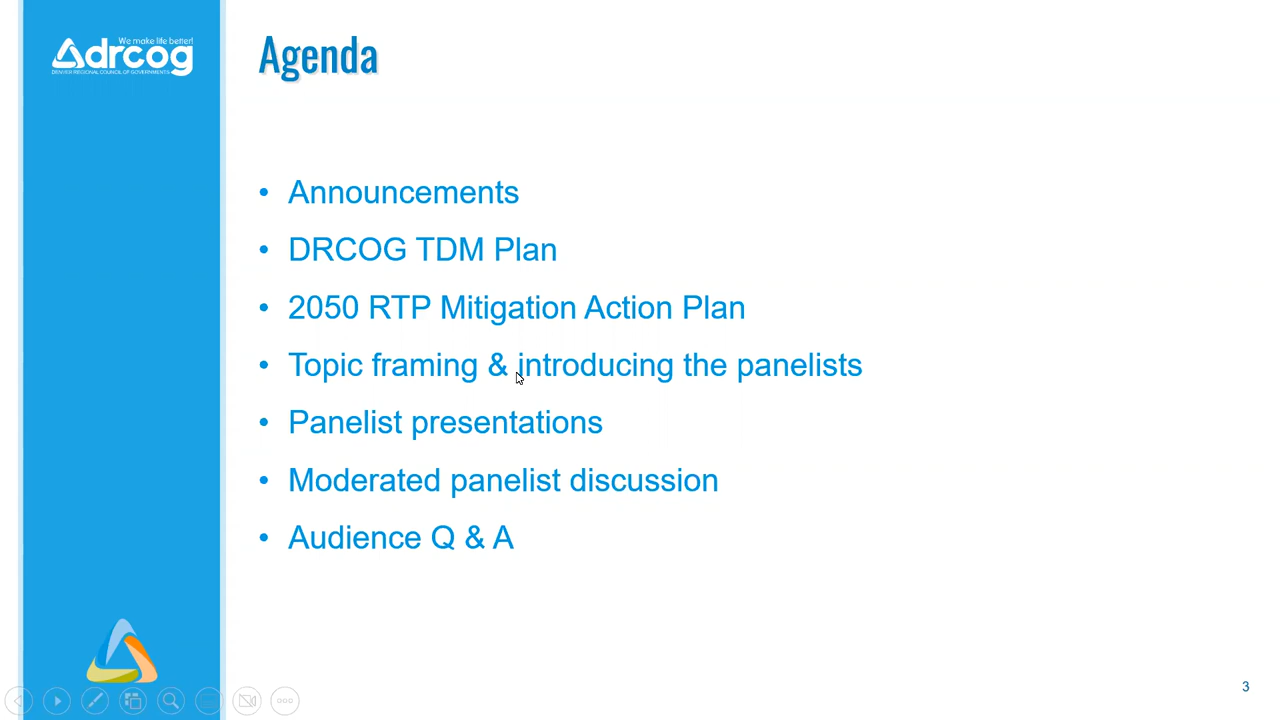 We make life better!
drcog
DENVER REGIONAL COUNCIL OF GOVERNMENTS
Agenda
• Announcements
• DRCOG TDM Plan
• 2050 RTP Mitigation Action Plan
• Topic framing & introducing the panelists
• Panelist presentations
• Moderated panelist discussion
• Audience Q & A
3